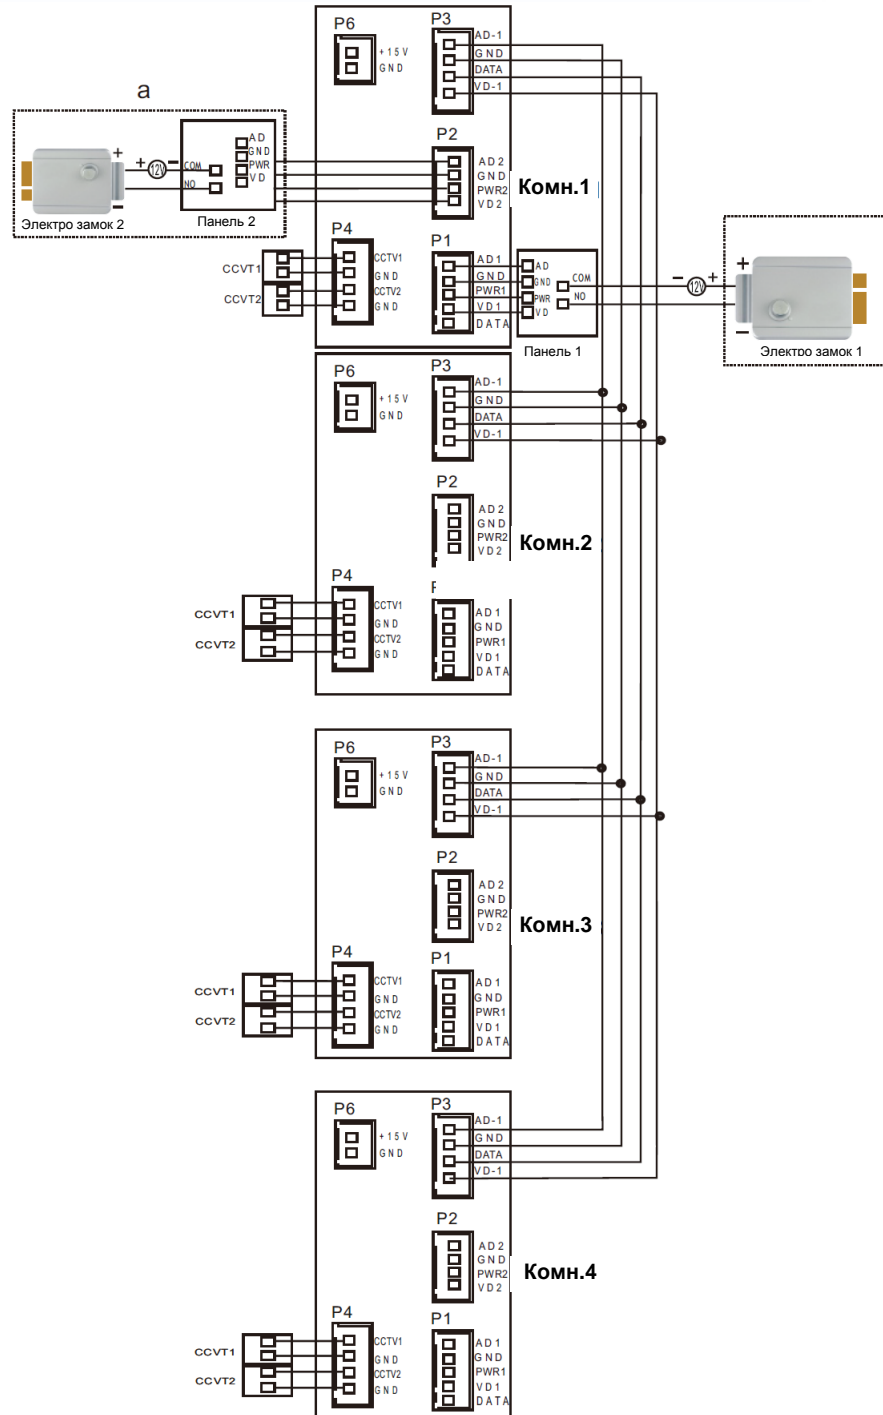 P6
+15V
GND
P3
AD-1
GND
DATA
VD-1
a
+
+
12V
−
COM
NO
−
AD
GND
PWR
VD
Электро замок 2
Панель 2
P2
AD2
GND
PWR2
VD2
Комн.1
P4
CCTV1
GND
CCTV2
GND
CCVT1
CCVT2
P1
AD1
GND
PWR1
VD1
DATA
AD
GND
PWR
VD
COM
NO
Панель 1
−
12V
+
+
−
Электро замок 1
P6
+15V
GND
P3
AD-1
GND
DATA
VD-1
P2
AD2
GND
PWR2
VD2
Комн.2
P4
CCTV1
GND
CCTV2
GND
CCVT1
CCVT2
AD1
GND
PWR1
VD1
DATA
P6
+15V
GND
P3
AD-1
GND
DATA
VD-1
P2
AD2
GND
PWR2
VD2
Комн.3
P4
CCTV1
GND
CCTV2
GND
CCVT1
CCVT2
P1
AD1
GND
PWR1
VD1
DATA
P6
+15V
GND
P3
AD-1
GND
DATA
VD-1
P2
AD2
GND
PWR2
VD2
Комн.4
P4
CCTV1
GND
CCTV2
GND
CCVT1
CCVT2
P1
AD1
GND
PWR1
VD1
DATA